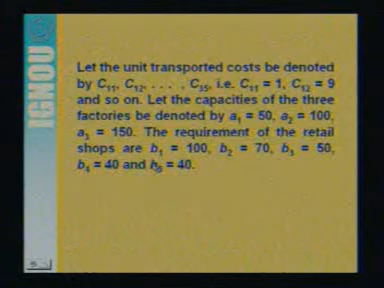 IGNOU
Let the unit transported costs be denoted
by C₁₁, C₁₂, . . . , C₃₅, i.e. C₁₁ = 1, C₁₂ = 9
and so on. Let the capacities of the three
factories be denoted by a₁ = 50, a₂ = 100,
a₃ = 150. The requirement of the retail
shops are b₁ = 100, b₂ = 70, b₃ = 50,
b₄ = 40 and b₅ = 40.